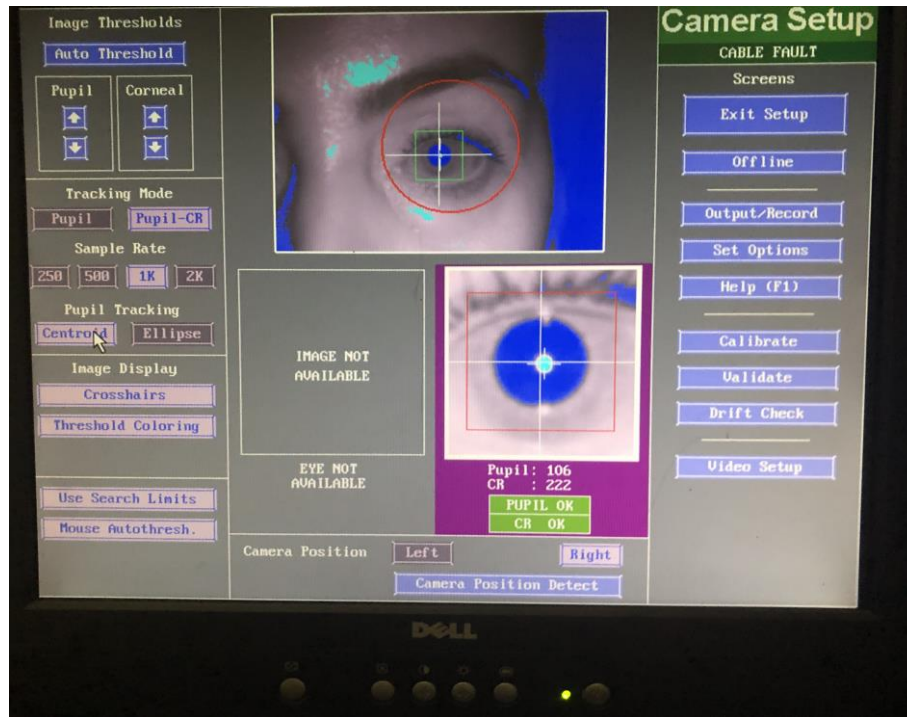 Image Thresholds
Auto Threshold
Pupil Corneal
Tracking Mode
Pupil Pupil-CR
Sample Rate
250 500 1K 2K
Pupil Tracking
Centroid Ellipse
Image Display
Crosshairs
Threshold Coloring
Use Search Limits
Mouse Autothresh.
IMAGE NOT
AVAILABLE
EYE NOT
AVAILABLE
Pupil: 106
CR : 222
PUPIL OK
CR OK
Camera Position Left Right
Camera Position Detect
Camera Setup
CABLE FAULT
Screens
Exit Setup
Offline
Output/Record
Set Options
Help (F1)
Calibrate
Validate
Drift Check
Video Setup
DELL